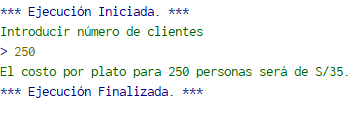 *** Ejecución Iniciada. ***
Introducir número de clientes
> 250
El costo por plato para 250 personas será de S/35.
*** Ejecución Finalizada. ***